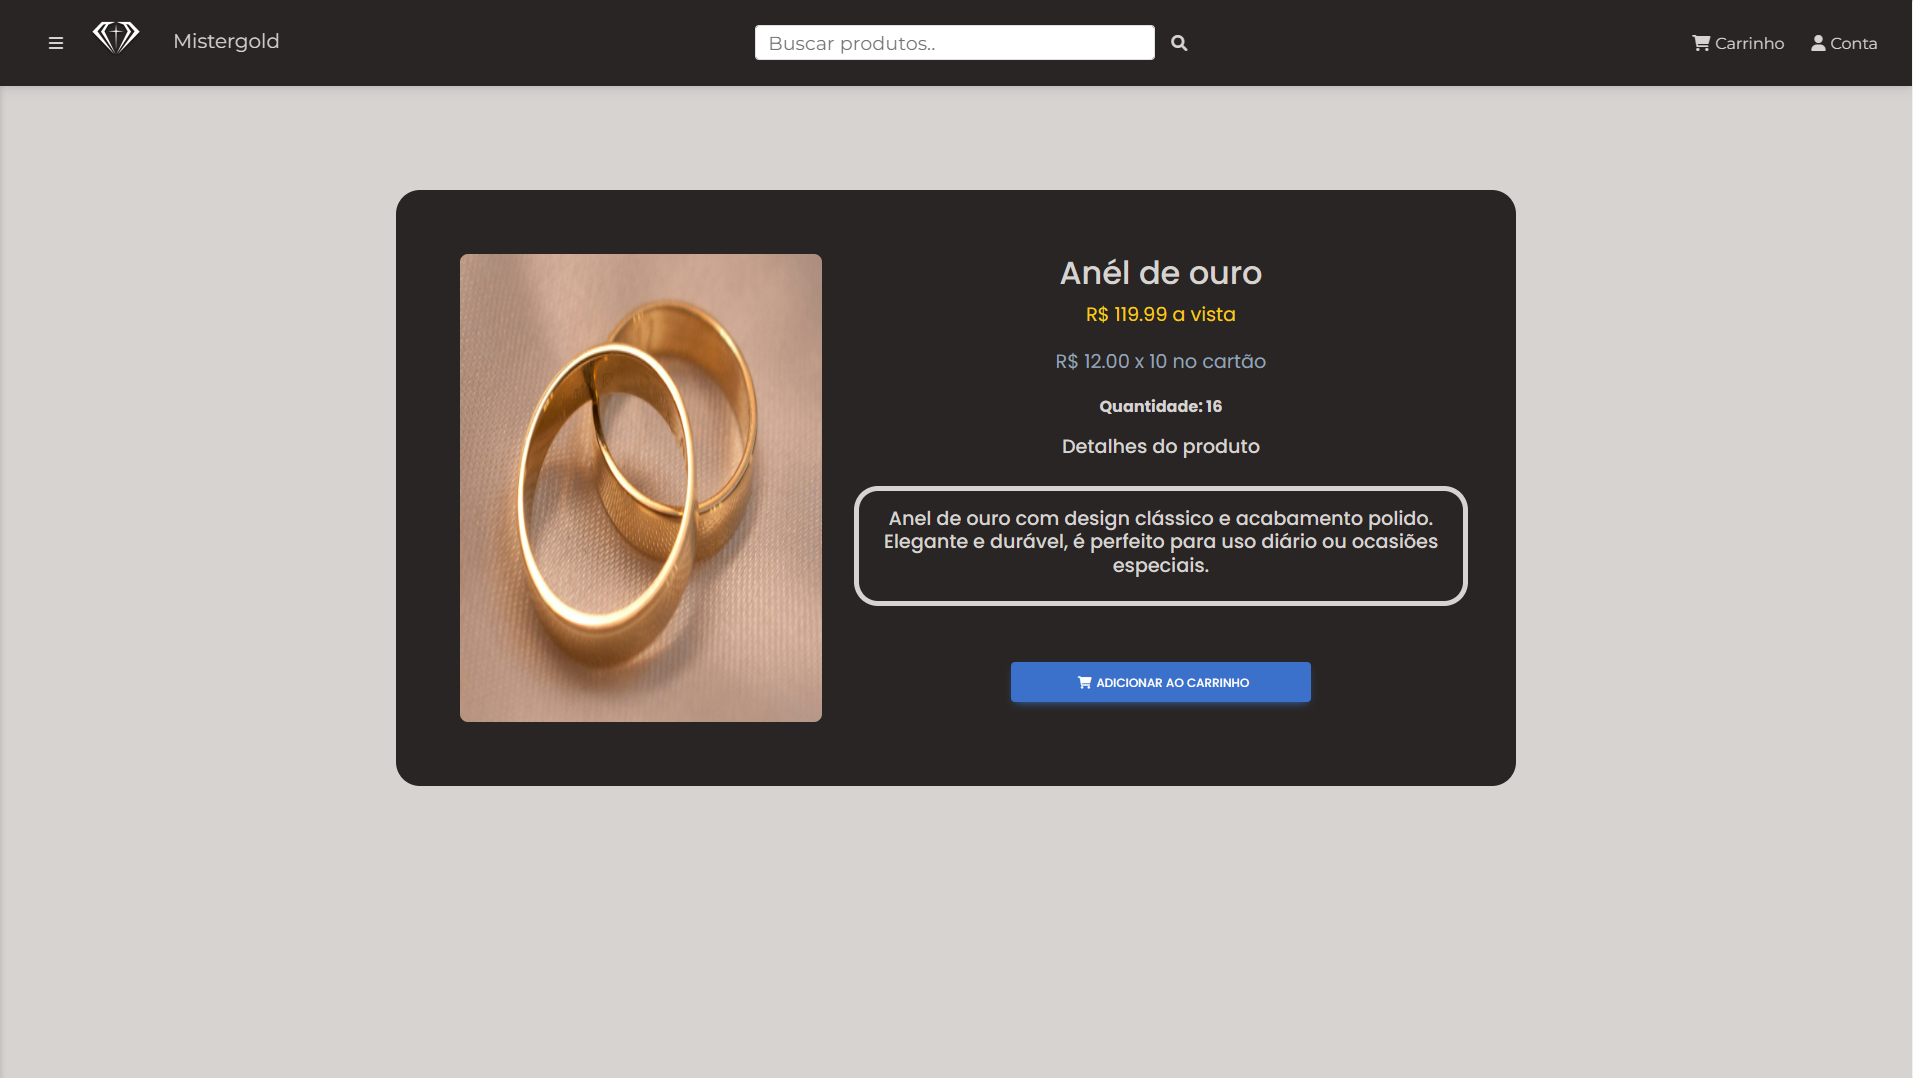 Mistergold
Buscar produtos..
Carrinho
Conta
Anél de ouro
R$ 119.99 a vista
R$ 12.00 x 10 no cartão
Quantidade: 16
Detalhes do produto
Anel de ouro com design clássico e acabamento polido.
Elegante e durável, é perfeito para uso diário ou ocasiões
especiais.
ADICIONAR AO CARRINHO